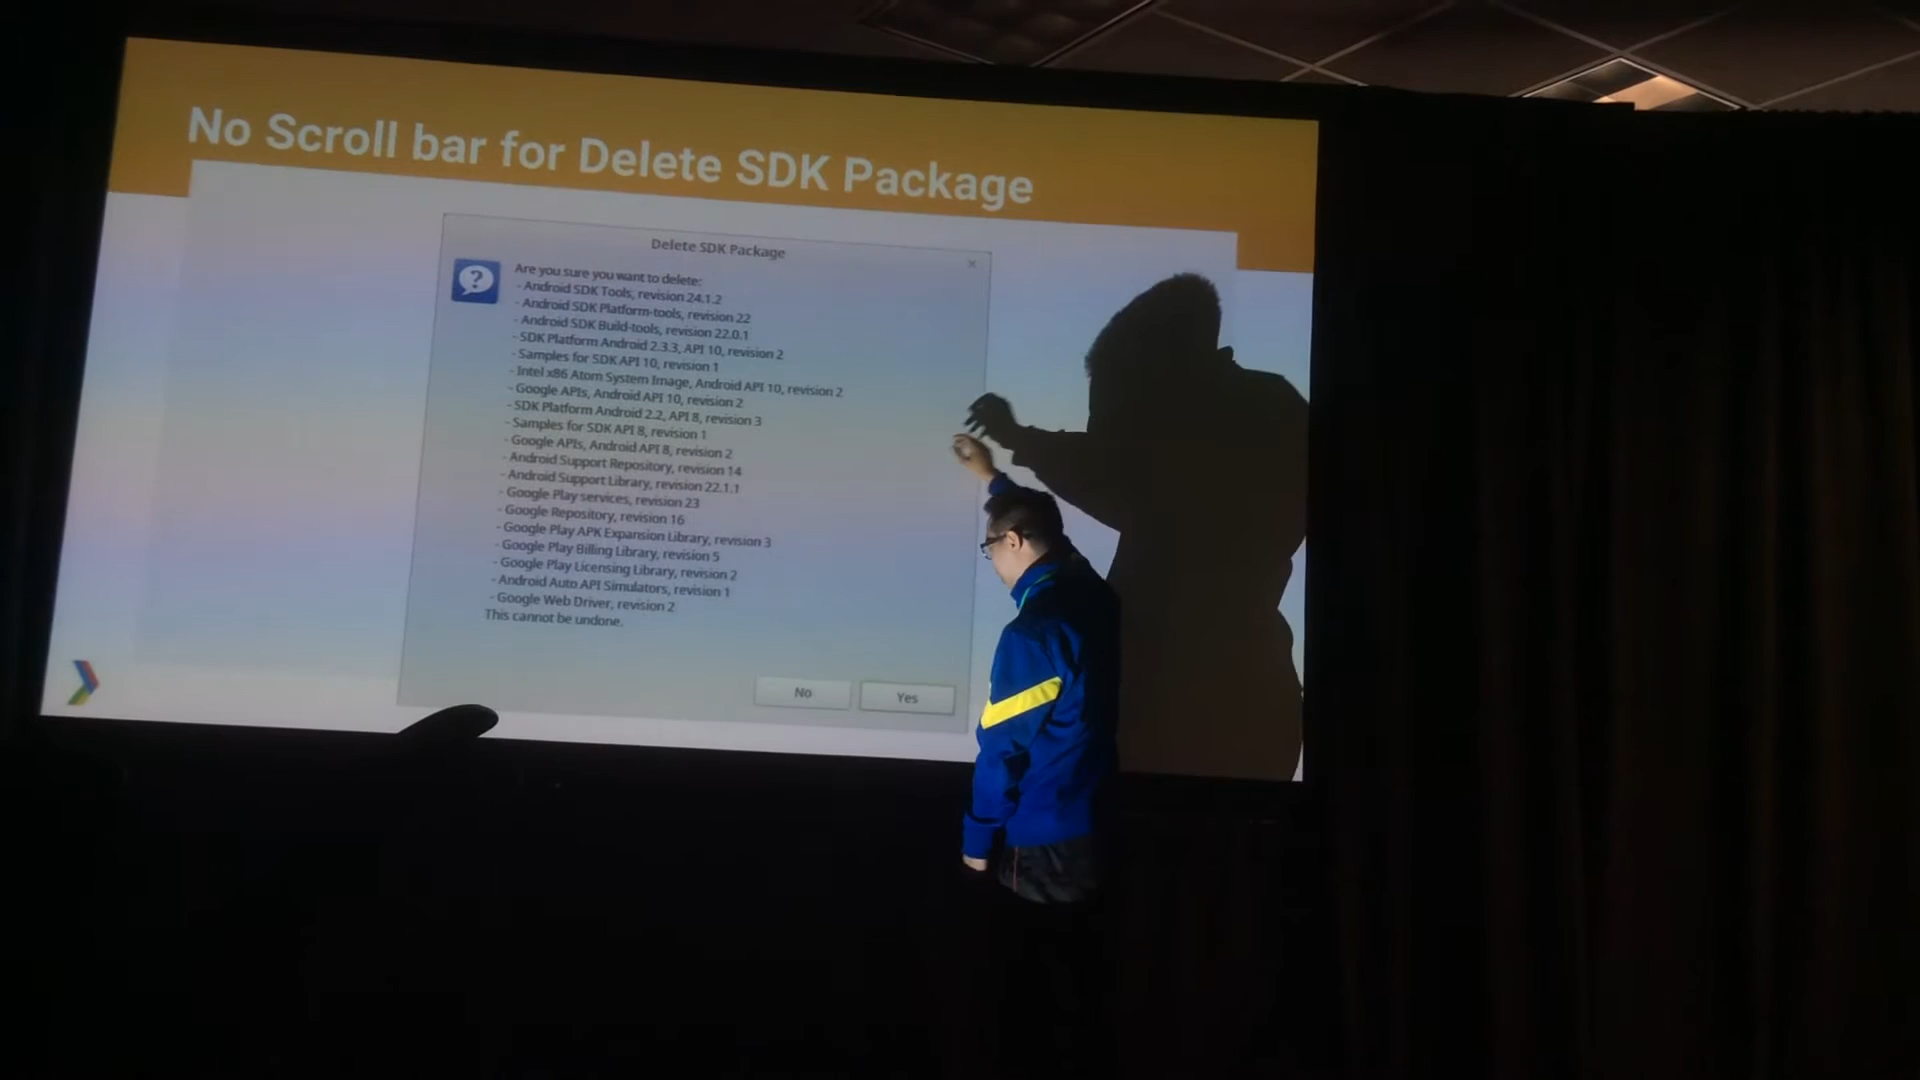 No Scroll bar for Delete SDK Package
Delete SDK Package
Are you sure you want to delete:
- Android SDK Tools, revision 24.1.2
- Android SDK Platform-tools, revision 22
- Android SDK Build-tools, revision 22.0.1
- SDK Platform Android 2.3.3, API 10, revision 2
- Samples for SDK API 10, revision 1
- Intel x86 Atom System Image, Android API 10, revision 2
- Google APIs, Android API 10, revision 2
- SDK Platform Android 2.2, API 8, revision 3
- Samples for SDK API 8, revision 1
- Google APIs, Android API 8, revision 2
- Android Support Repository, revision 14
- Android Support Library, revision 22.1.1
- Google Play services, revision 23
- Google Repository, revision 16
- Google Play APK Expansion Library, revision 3
- Google Play Billing Library, revision 5
- Google Play Licensing Library, revision 2
- Android Auto API Simulators, revision 1
- Google Web Driver, revision 2
This cannot be undone.
No
Yes